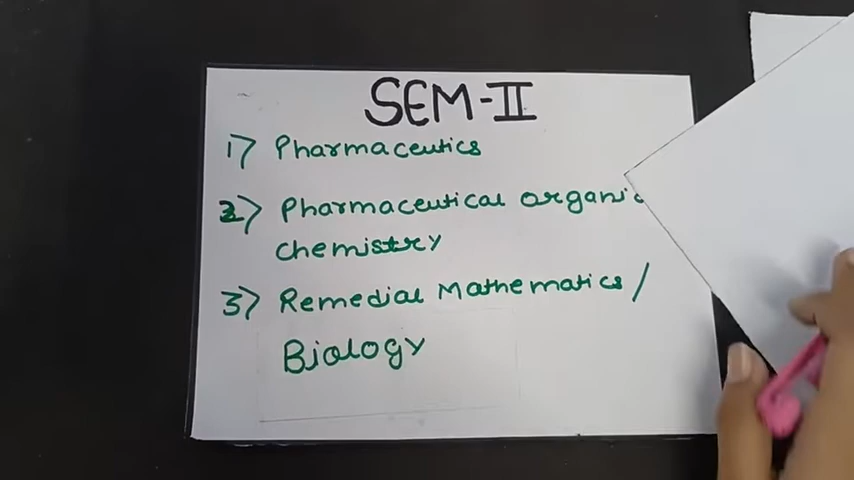 SEM-II
1) Pharmaceutics
2) Pharmaceutical organic
chemistry
3) Remedial Mathematics/
Biology